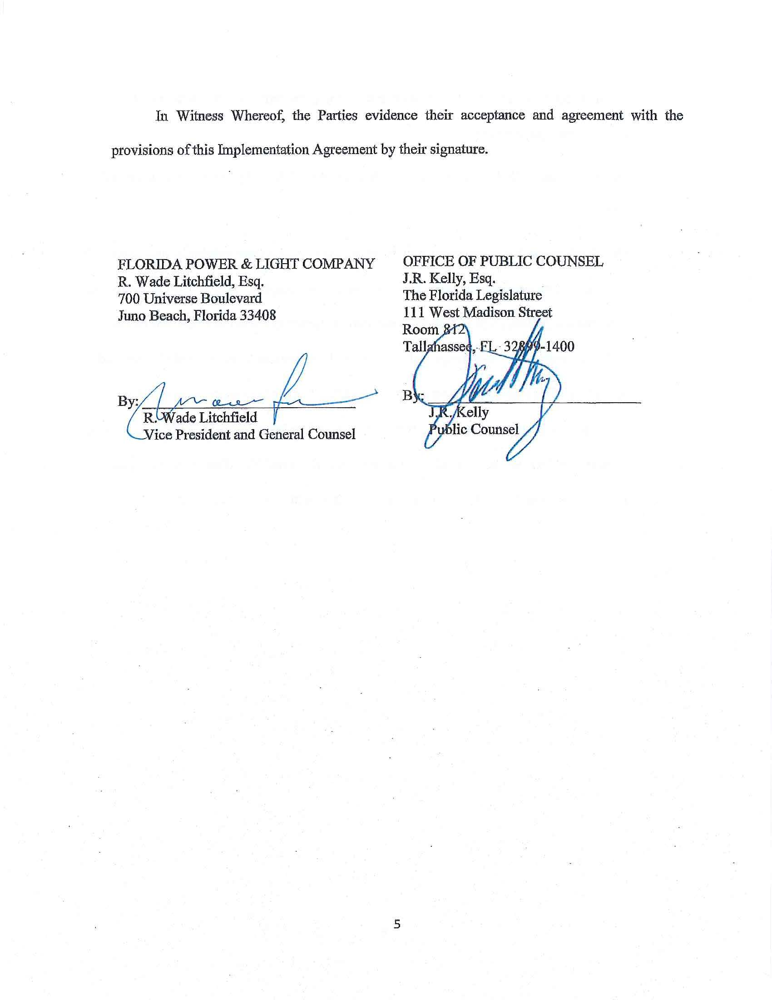 In Witness Whereof, the Parties evidence their acceptance and agreement with the
provisions of this Implementation Agreement by their signature.
FLORIDA POWER & LIGHT COMPANY
R. Wade Litchfield, Esq.
700 Universe Boulevard
Juno Beach, Florida 33408
By:
R. Wade Litchfield
Vice President and General Counsel
OFFICE OF PUBLIC COUNSEL
J.R. Kelly, Esq.
The Florida Legislature
111 West Madison Street
Room 812
Tallahassee, FL 32899-1400
By:
J.R. Kelly
Public Counsel
5